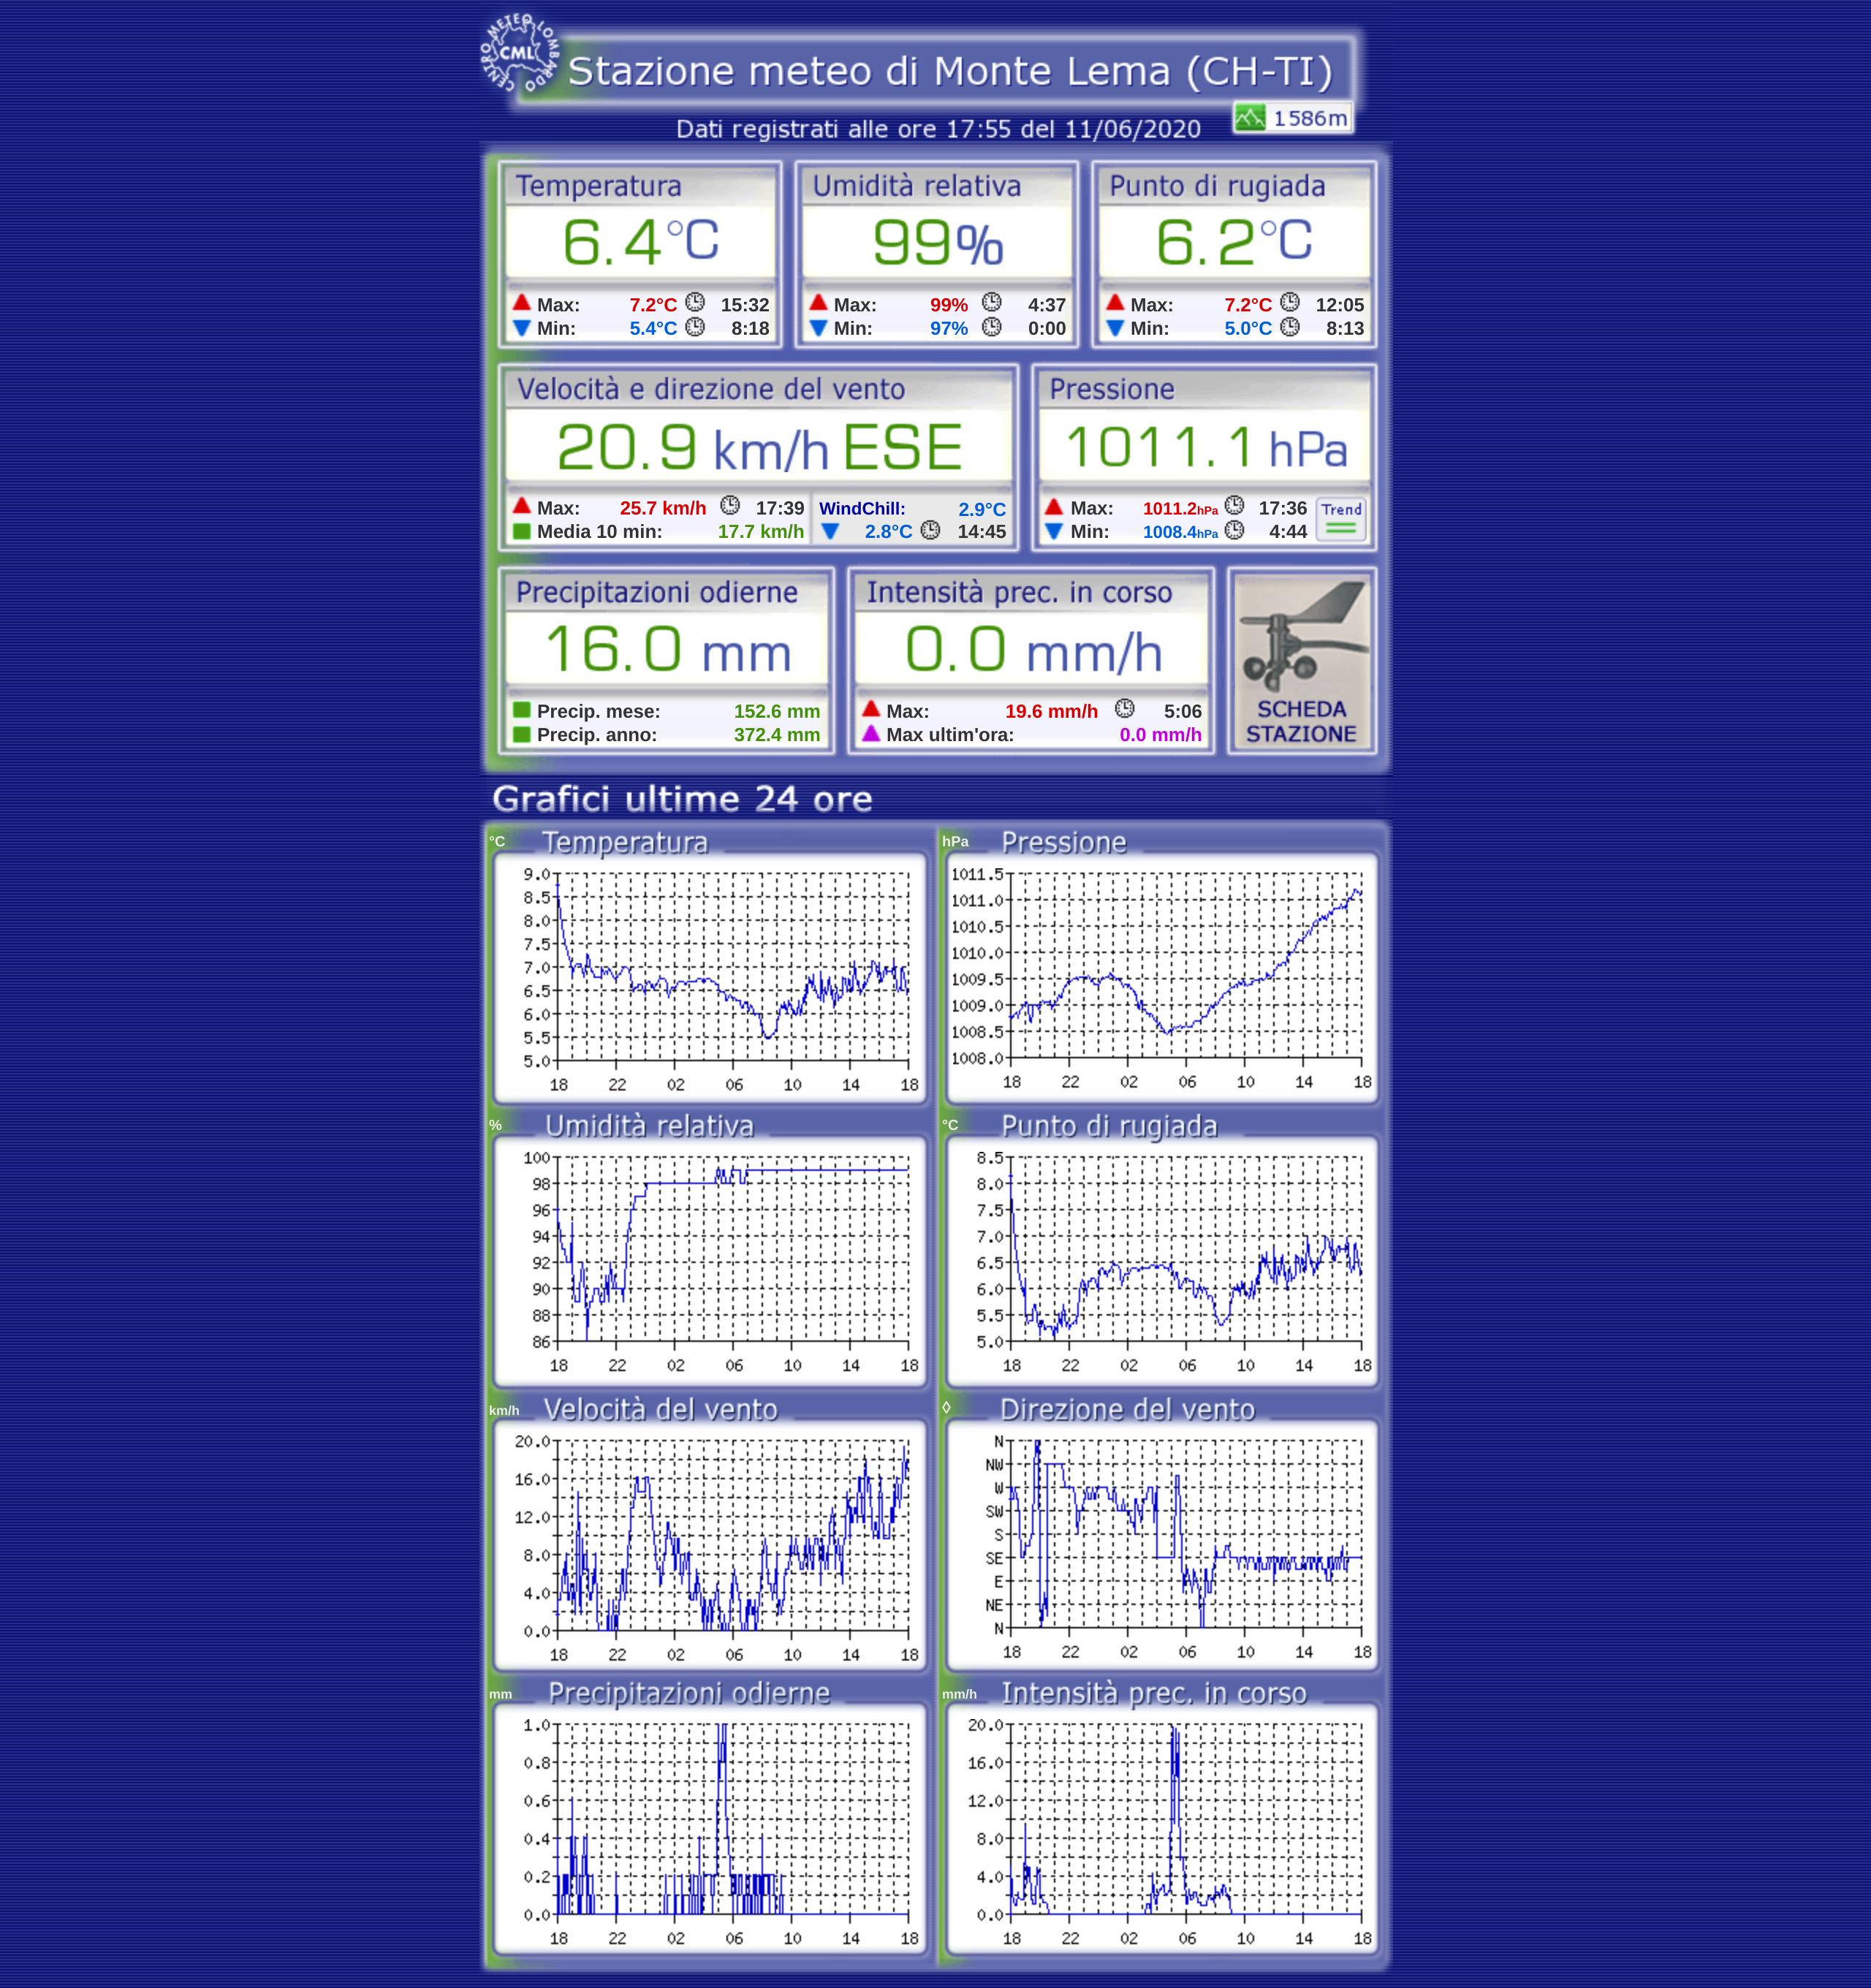 CENTRO METEO LOMBARDO
CML
Stazione meteo di Monte Lema (CH-TI)
1586m
Dati registrati alle ore 17:55 del 11/06/2020
Temperatura
6.4°C
Max: 7.2°C 15:32
Min: 5.4°C 8:18
Umidità relativa
99%
Max: 99% 4:37
Min: 97% 0:00
Punto di rugiada
6.2°C
Max: 7.2°C 12:05
Min: 5.0°C 8:13
Velocità e direzione del vento
20.9 km/h ESE
Max: 25.7 km/h 17:39
Media 10 min: 17.7 km/h
WindChill: 2.9°C
2.8°C 14:45
Pressione
1011.1 hPa
Max: 1011.2hPa 17:36
Min: 1008.4hPa 4:44
Trend
Precipitazioni odierne
16.0 mm
Precip. mese: 152.6 mm
Precip. anno: 372.4 mm
Intensità prec. in corso
0.0 mm/h
Max: 19.6 mm/h 5:06
Max ultim'ora: 0.0 mm/h
SCHEDA
STAZIONE
Grafici ultime 24 ore
°C Temperatura
9.0
8.5
8.0
7.5
7.0
6.5
6.0
5.5
5.0
18 22 02 06 10 14 18
hPa Pressione
1011.5
1011.0
1010.5
1010.0
1009.5
1009.0
1008.5
1008.0
18 22 02 06 10 14 18
% Umidità relativa
100
98
96
94
92
90
88
86
18 22 02 06 10 14 18
°C Punto di rugiada
8.5
8.0
7.5
7.0
6.5
6.0
5.5
5.0
18 22 02 06 10 14 18
km/h Velocità del vento
20.0
16.0
12.0
8.0
4.0
0.0
18 22 02 06 10 14 18
◊ Direzione del vento
N
NW
W
SW
S
SE
E
NE
N
18 22 02 06 10 14 18
mm Precipitazioni odierne
1.0
0.8
0.6
0.4
0.2
0.0
18 22 02 06 10 14 18
mm/h Intensità prec. in corso
20.0
16.0
12.0
8.0
4.0
0.0
18 22 02 06 10 14 18